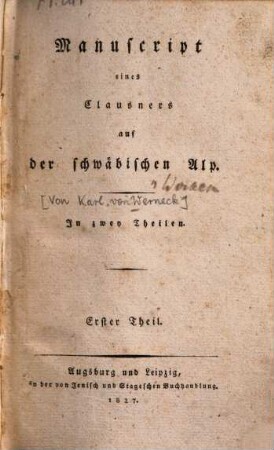 Manuscript
eines
Clausners
auf
der schwäbischen Alp.
[Von Karl von Werneck]
In zwey Theilen.
Erster Theil.
Augsburg und Leipzig,
in der von Jenisch und Stageschen Buchhandlung.
1827.